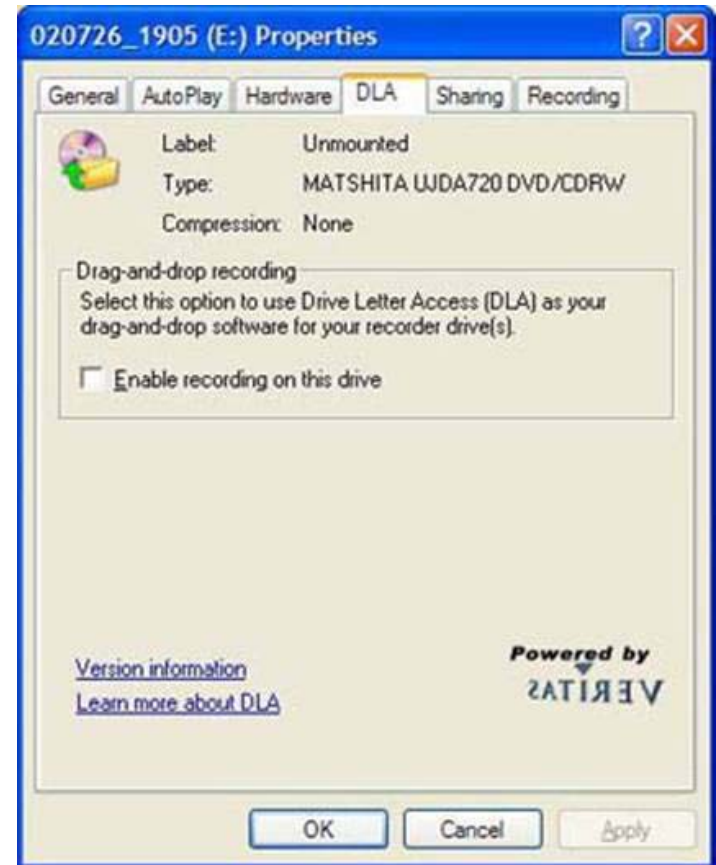 020726_1905 (E:) Properties
General AutoPlay Hardware DLA Sharing Recording
Label: Unmounted
Type: MATSHITA UJDA720 DVD/CDRW
Compression: None
Drag-and-drop recording
Select this option to use Drive Letter Access (DLA) as your
drag-and-drop software for your recorder drive(s).
Enable recording on this drive
Powered by
VERITAS
Version information
Learn more about DLA
OK Cancel Apply